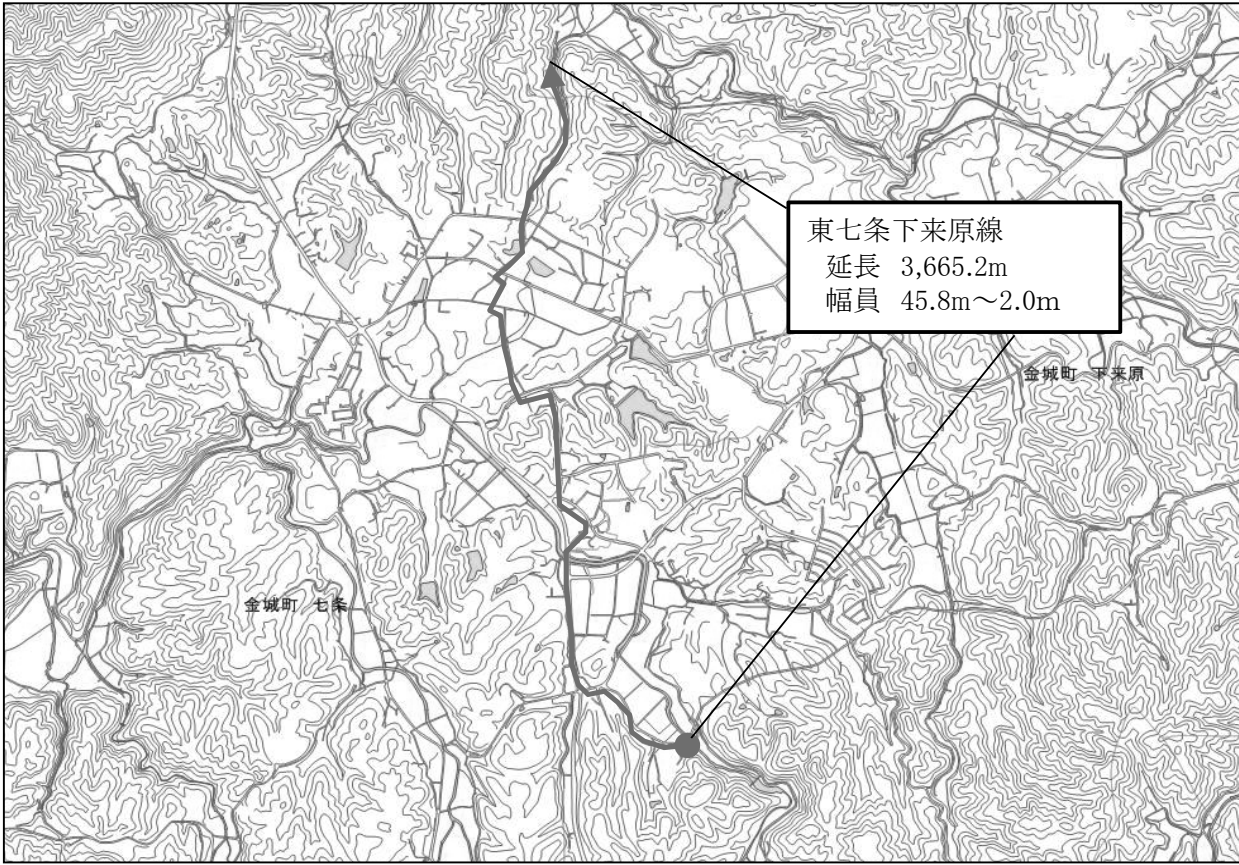 東七条下来原線
延長 3,665.2m
幅員 45.8m～2.0m
金城町 下来原
金城町 七条